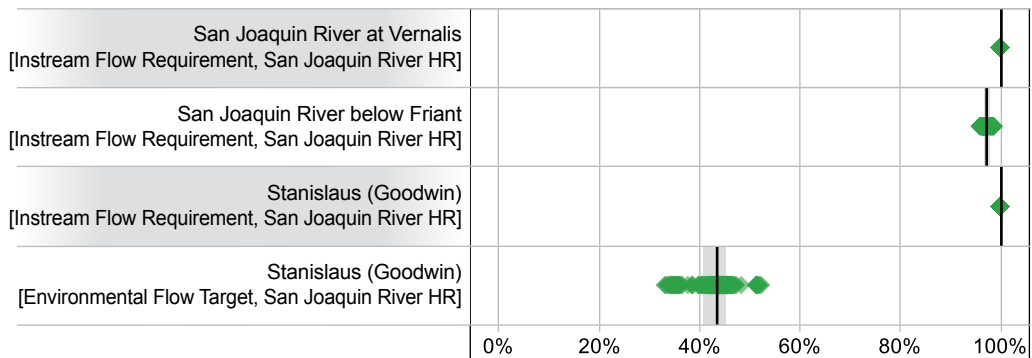 San Joaquin River at Vernalis
[Instream Flow Requirement, San Joaquin River HR]
San Joaquin River below Friant
[Instream Flow Requirement, San Joaquin River HR]
Stanislaus (Goodwin)
[Instream Flow Requirement, San Joaquin River HR]
Stanislaus (Goodwin)
[Environmental Flow Target, San Joaquin River HR]
0% 20% 40% 60% 80% 100%